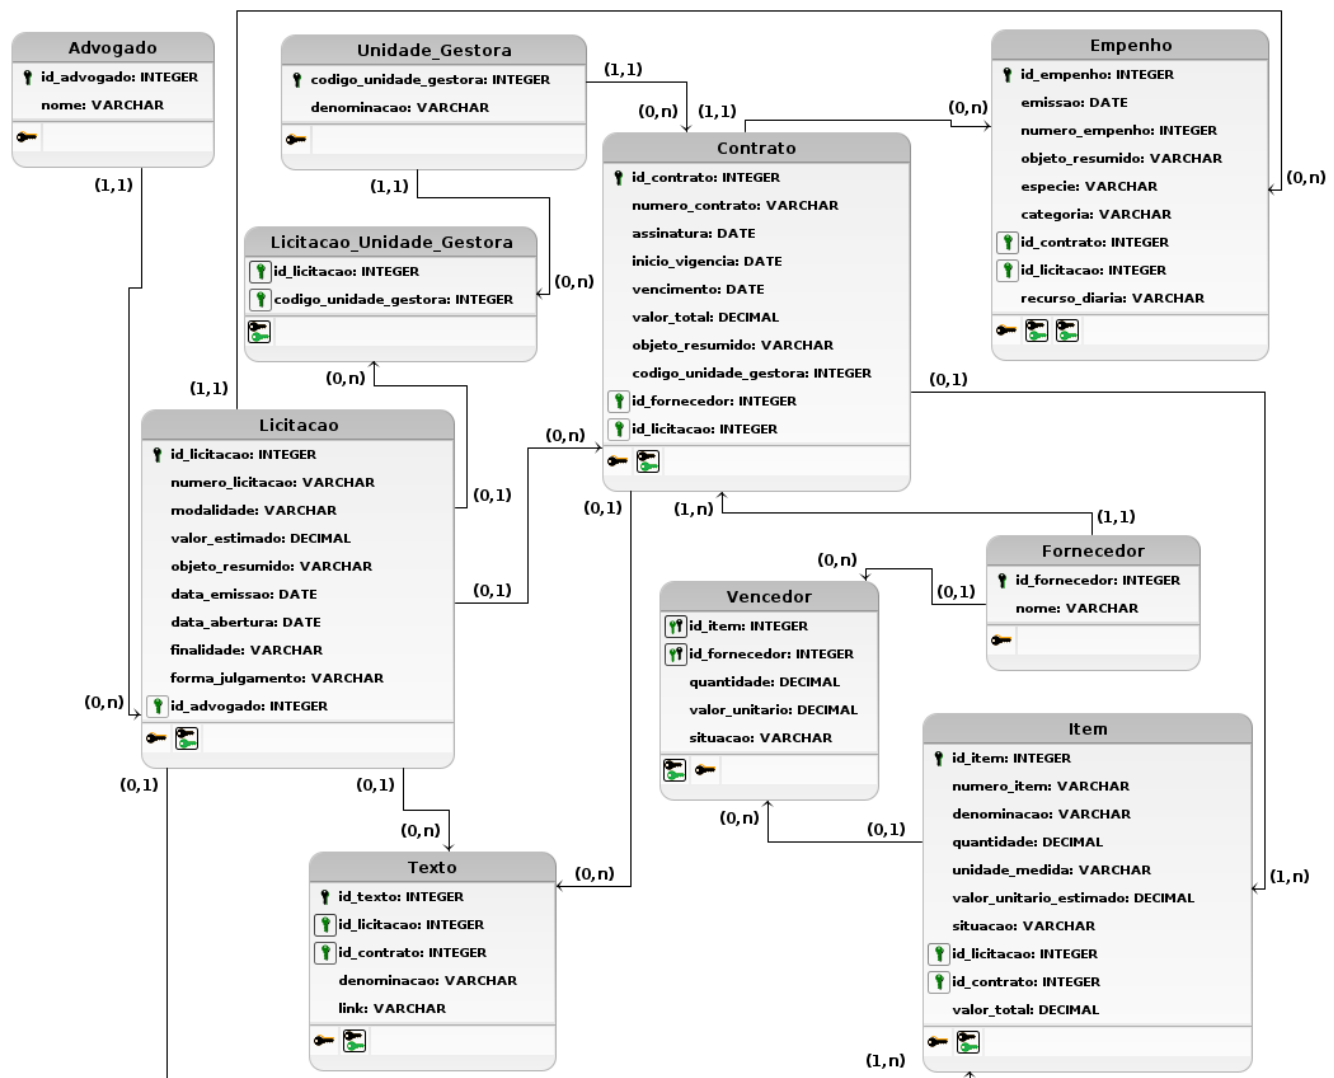 Advogado
id_advogado: INTEGER
nome: VARCHAR
(1,1)
Unidade_Gestora
codigo_unidade_gestora: INTEGER
denominacao: VARCHAR
(1,1)
(1,1)
(0,n)
(1,1)
(0,n)
Empenho
id_empenho: INTEGER
emissao: DATE
numero_empenho: INTEGER
objeto_resumido: VARCHAR
especie: VARCHAR
categoria: VARCHAR
id_contrato: INTEGER
id_licitacao: INTEGER
recurso_diaria: VARCHAR
(0,n)
Contrato
id_contrato: INTEGER
numero_contrato: VARCHAR
assinatura: DATE
inicio_vigencia: DATE
vencimento: DATE
valor_total: DECIMAL
objeto_resumido: VARCHAR
codigo_unidade_gestora: INTEGER
id_fornecedor: INTEGER
id_licitacao: INTEGER
(0,1)
Licitacao_Unidade_Gestora
id_licitacao: INTEGER
codigo_unidade_gestora: INTEGER
(0,n)
(0,n)
(1,1)
(0,n)
(0,1)
(0,1)
Licitacao
id_licitacao: INTEGER
numero_licitacao: VARCHAR
modalidade: VARCHAR
valor_estimado: DECIMAL
objeto_resumido: VARCHAR
data_emissao: DATE
data_abertura: DATE
finalidade: VARCHAR
forma_julgamento: VARCHAR
id_advogado: INTEGER
(0,n)
(0,1)
(0,1)
(0,n)
(0,1)
(1,n)
(1,1)
Fornecedor
id_fornecedor: INTEGER
nome: VARCHAR
(0,n)
(0,1)
Vencedor
id_item: INTEGER
id_fornecedor: INTEGER
quantidade: DECIMAL
valor_unitario: DECIMAL
situacao: VARCHAR
(0,n)
(0,1)
Item
id_item: INTEGER
numero_item: VARCHAR
denominacao: VARCHAR
quantidade: DECIMAL
unidade_medida: VARCHAR
valor_unitario_estimado: DECIMAL
situacao: VARCHAR
id_licitacao: INTEGER
id_contrato: INTEGER
valor_total: DECIMAL
(1,n)
(1,n)
Texto
id_texto: INTEGER
id_licitacao: INTEGER
id_contrato: INTEGER
denominacao: VARCHAR
link: VARCHAR
(0,n)